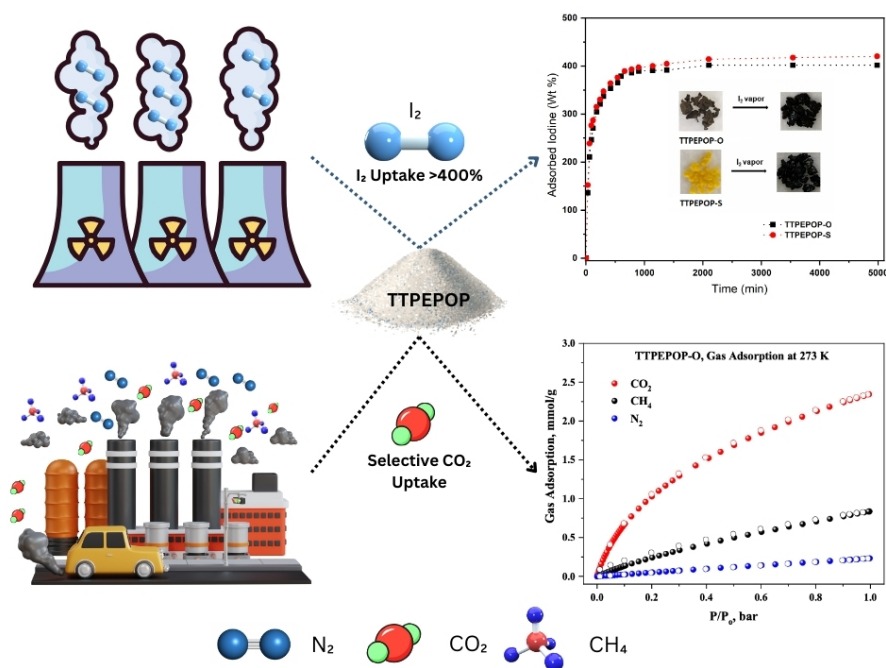 I₂
I₂ Uptake >400%
TTPEPOP
Selective CO₂
Uptake
Adsorbed Iodine (Wt %)
500
400
300
200
100
0
I₂ vapor
TTPEPOP-O
I₂ vapor
TTPEPOP-S
TTPEPOP-O
TTPEPOP-S
0 1000 2000 3000 4000 5000
Time (min)
TTPEPOP-O, Gas Adsorption at 273 K
CO₂
CH₄
N₂
Gas Adsorption, mmol/g
3.0
2.5
2.0
1.5
1.0
0.5
0.0
0.0 0.2 0.4 0.6 0.8 1.0
P/P₀, bar
N₂ CO₂ CH₄